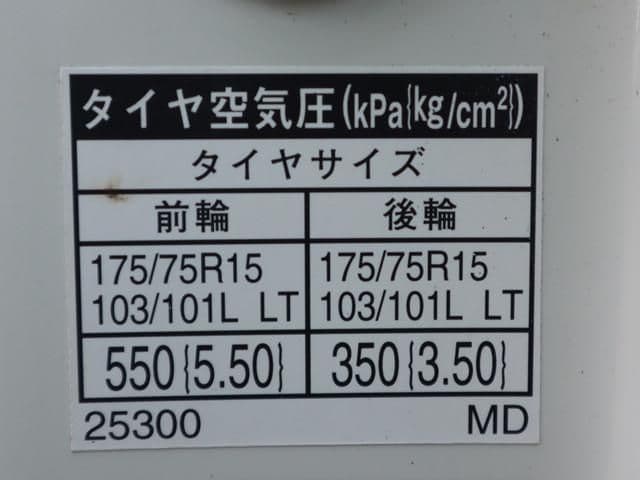 タイヤ空気圧(kPa{kg/cm²})
タイヤサイズ
前輪 後輪
175/75R15 175/75R15
103/101L LT 103/101L LT
550{5.50} 350{3.50}
25300 MD